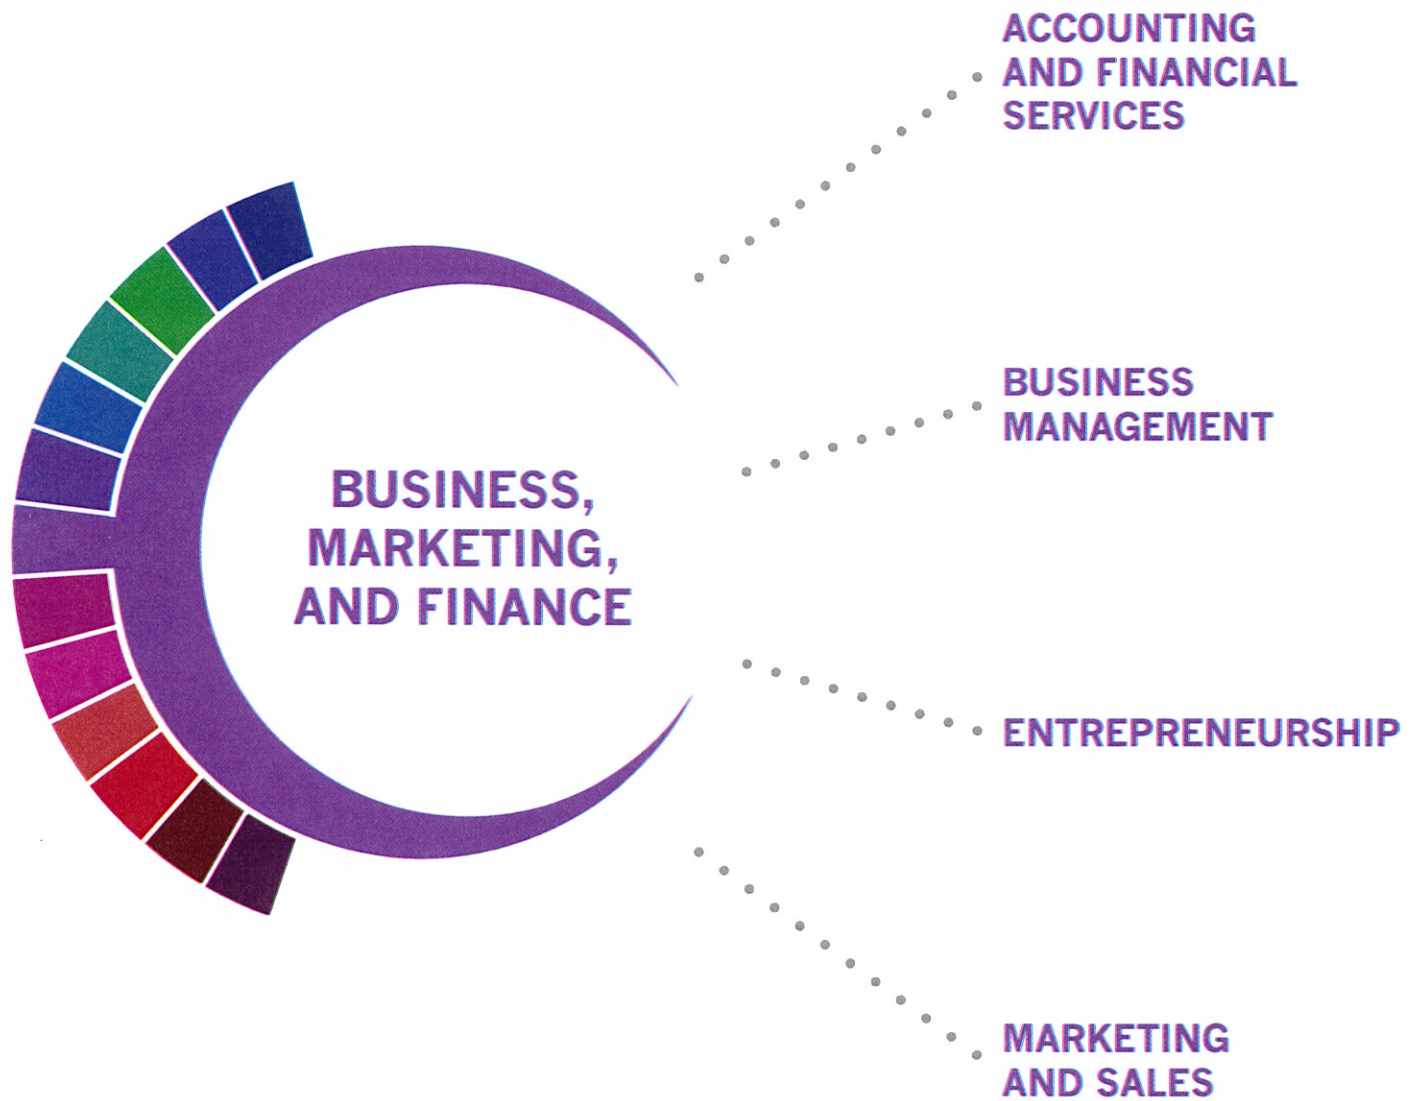 BUSINESS,
MARKETING,
AND FINANCE
ACCOUNTING
AND FINANCIAL
SERVICES
BUSINESS
MANAGEMENT
ENTREPRENEURSHIP
MARKETING
AND SALES